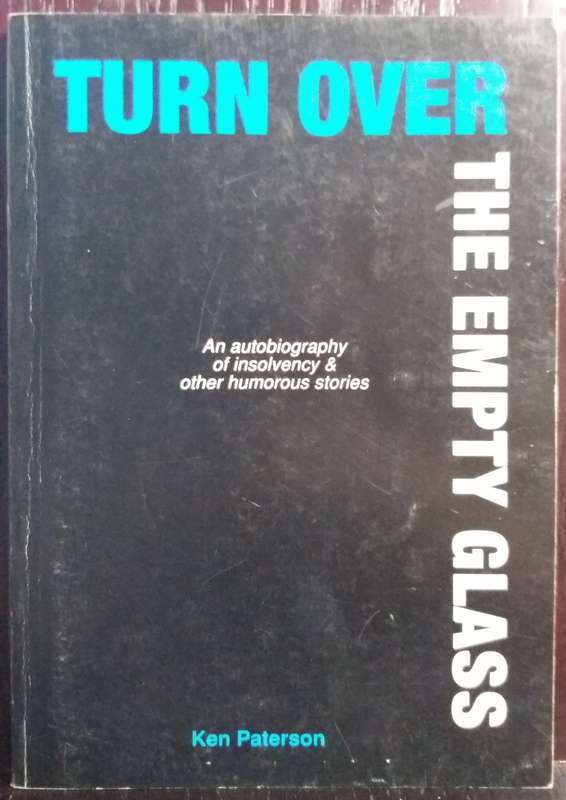 TURN OVER
THE EMPTY GLASS
An autobiography
of insolvency &
other humorous stories
Ken Paterson